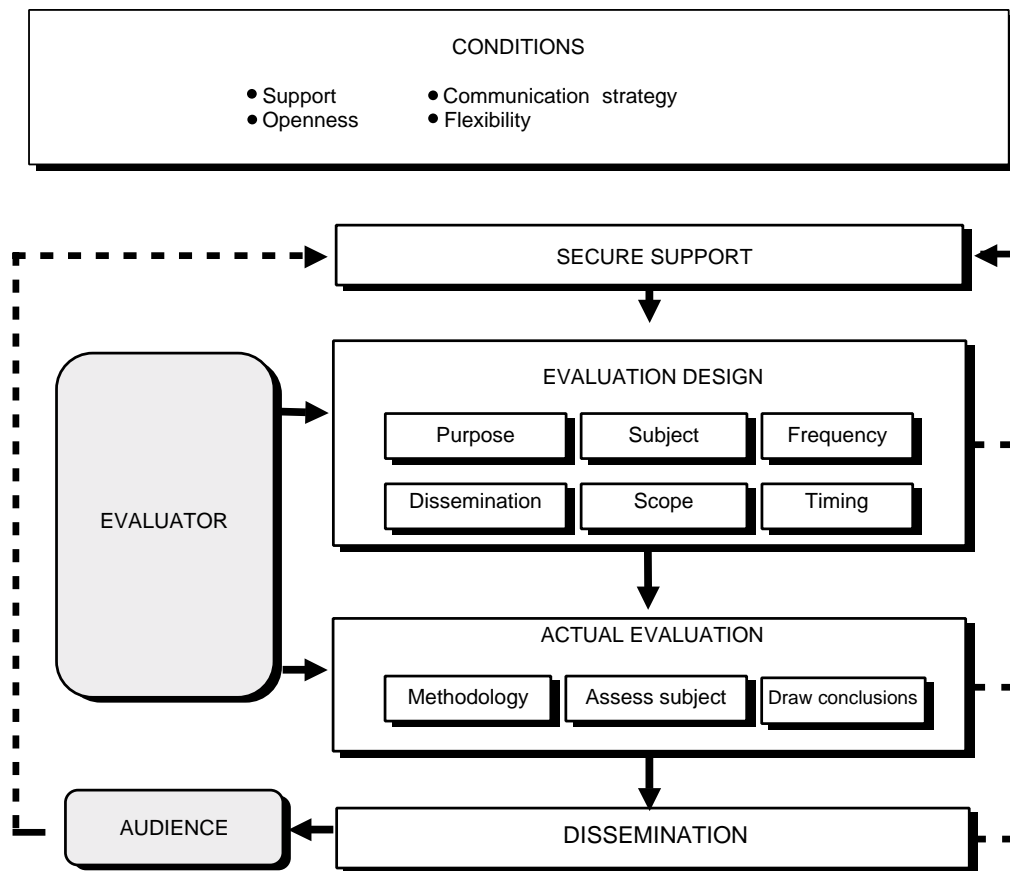 CONDITIONS
● Support ● Communication strategy
● Openness ● Flexibility
SECURE SUPPORT
EVALUATION DESIGN
Purpose Subject Frequency
Dissemination Scope Timing
EVALUATOR
ACTUAL EVALUATION
Methodology Assess subject Draw conclusions
AUDIENCE
DISSEMINATION